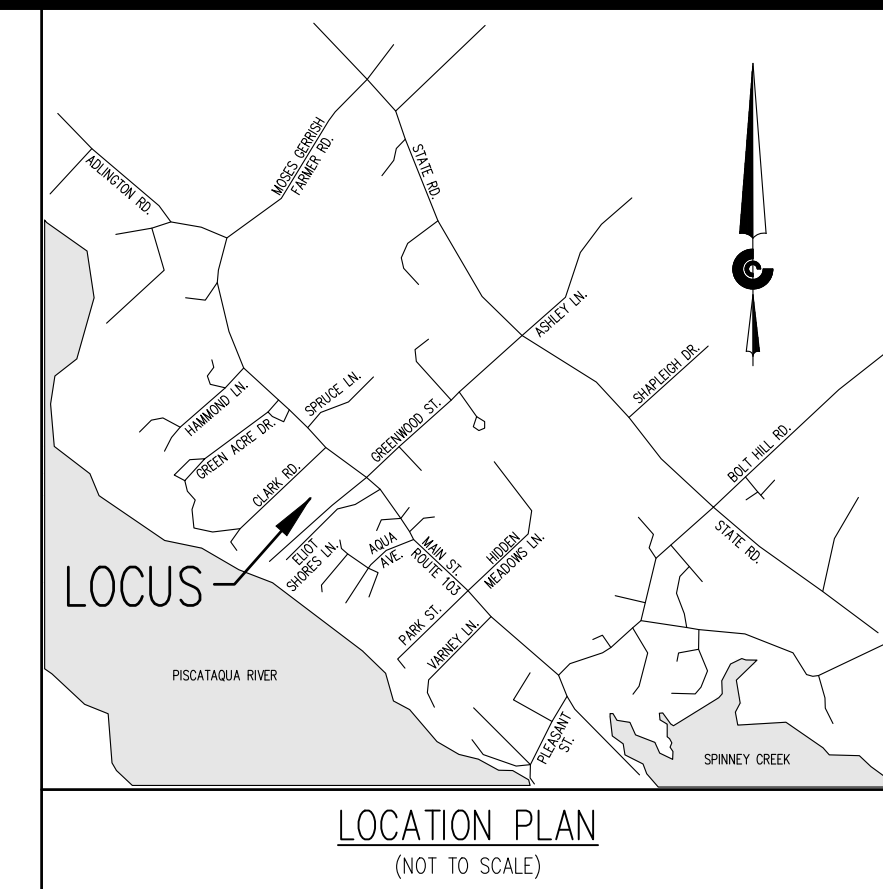 MOSES GERRISH
FARMER RD.
STATE RD.
ADLINGTON RD.
ASHLEY LN.
SHAPLEIGH DR.
HAMMOND LN.
SPRUCE LN.
GREENWOOD ST.
GREEN ACRE DR.
BOLT HILL RD.
CLARK RD.
STATE RD.
ELIOT
SHORES LN.
AQUA
AVE.
MAIN ST.
ROUTE 103
HIDDEN
MEADOWS LN.
LOCUS
PARK ST.
VARNEY LN.
PISCATAQUA RIVER
PLEASANT
ST.
SPINNEY CREEK
LOCATION PLAN
(NOT TO SCALE)